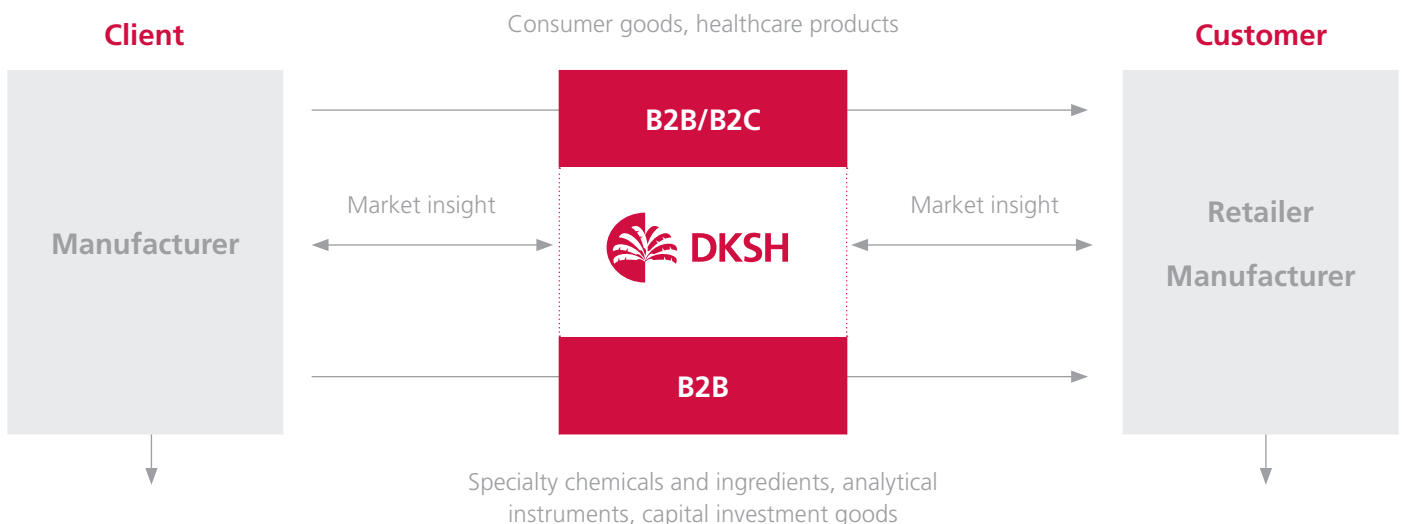 Client
Consumer goods, healthcare products
Customer
B2B/B2C
Market insight
Market insight
Manufacturer
DKSH
Retailer
Manufacturer
B2B
Specialty chemicals and ingredients, analytical
instruments, capital investment goods